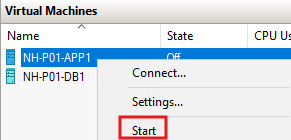 Virtual Machines
Name State CPU Us
NH-P01-APP1 Off
NH-P01-DB1
Connect...
Settings...
Start